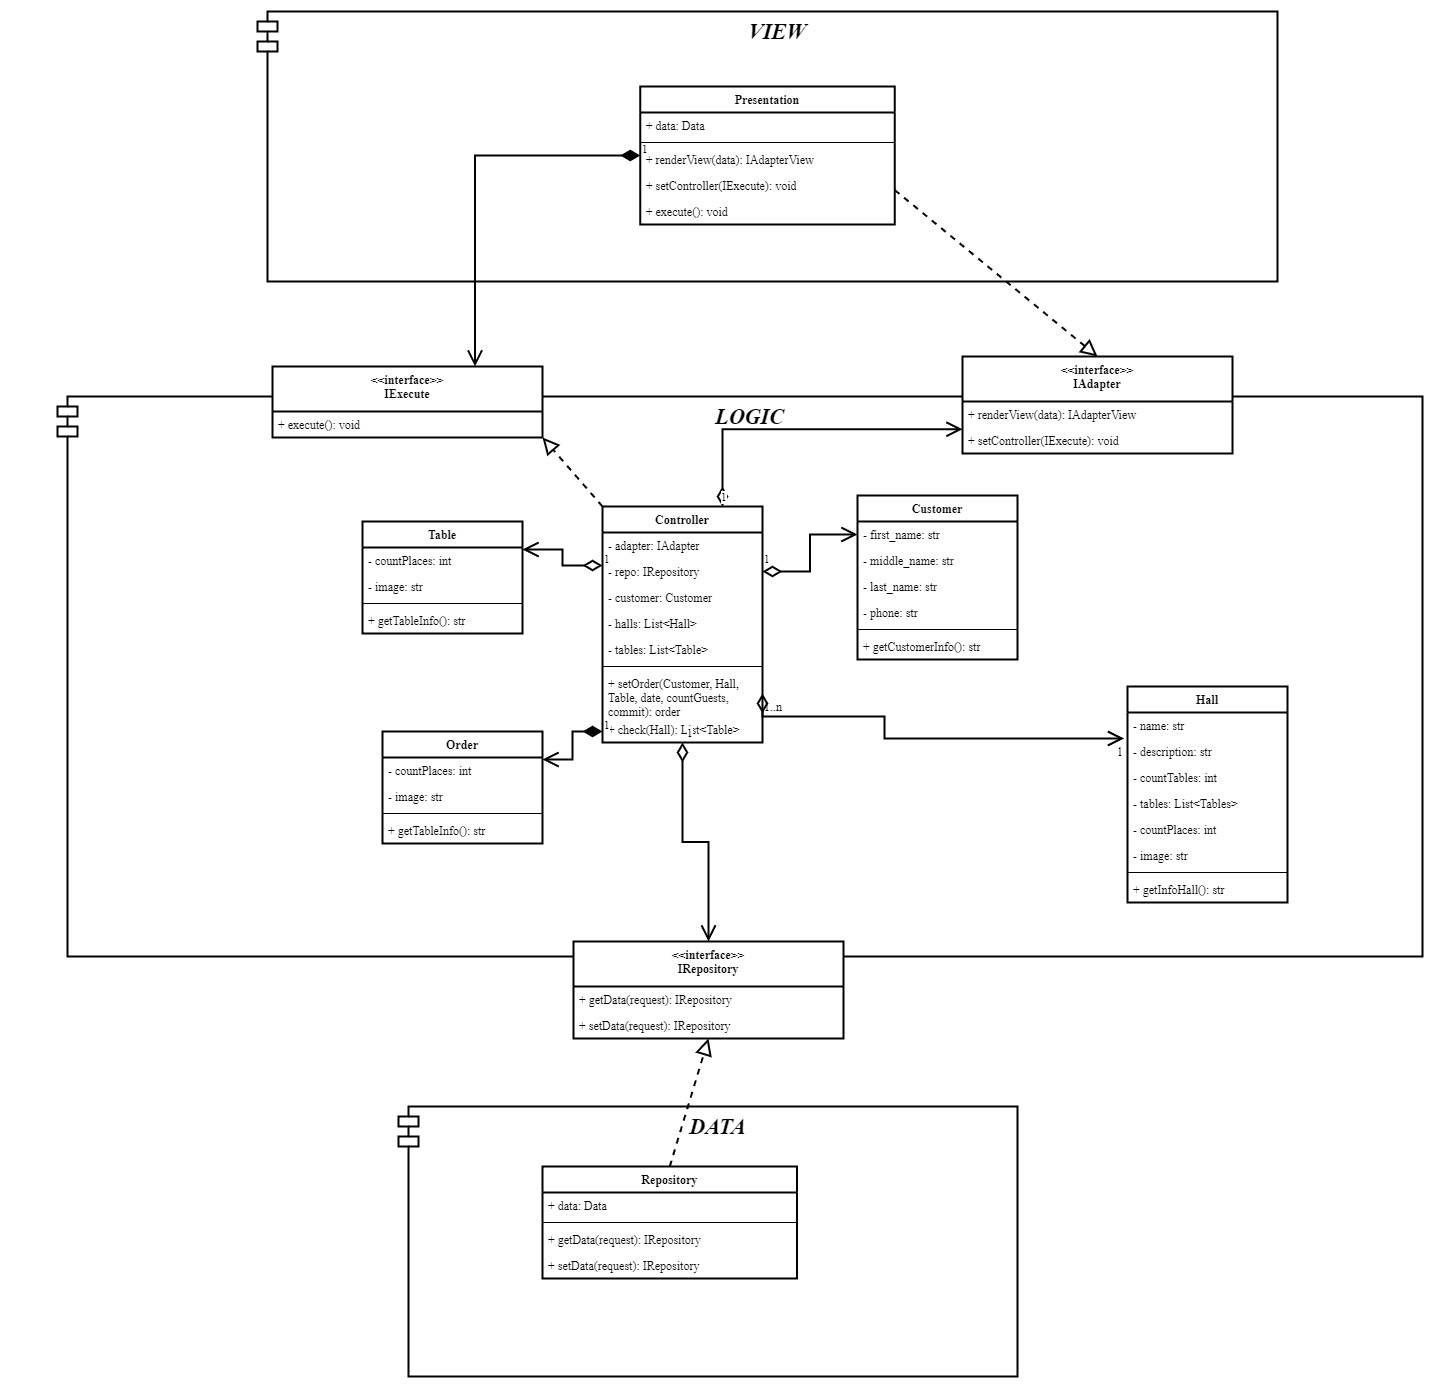 VIEW
Presentation
+ data: Data
1
+ renderView(data): IAdapterView
+ setController(IExecute): void
+ execute(): void
<<interface>>
IExecute
+ execute(): void
<<interface>>
IAdapter
+ renderView(data): IAdapterView
+ setController(IExecute): void
LOGIC
1
Controller
- adapter: IAdapter
- repo: IRepository
- customer: Customer
- halls: List<Hall>
- tables: List<Table>
+ setOrder(Customer, Hall,
Table, date, countGuests,
commit): order
+ check(Hall): List<Table>
1
1
1
1
1..n
1
Customer
- first_name: str
- middle_name: str
- last_name: str
- phone: str
+ getCustomerInfo(): str
Table
- countPlaces: int
- image: str
+ getTableInfo(): str
Hall
- name: str
- description: str
- countTables: int
- tables: List<Tables>
- countPlaces: int
- image: str
+ getInfoHall(): str
Order
- countPlaces: int
- image: str
+ getTableInfo(): str
<<interface>>
IRepository
+ getData(request): IRepository
+ setData(request): IRepository
DATA
Repository
+ data: Data
+ getData(request): IRepository
+ setData(request): IRepository